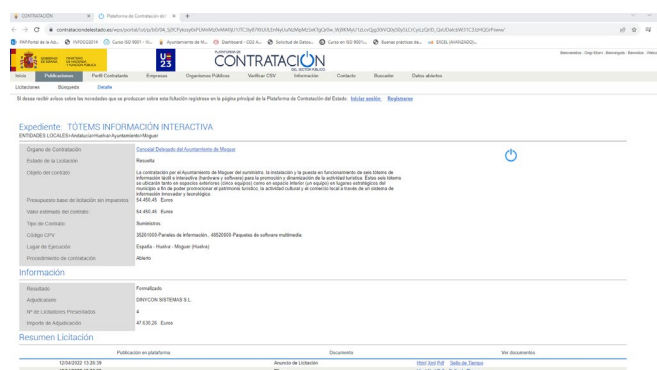 CONTRATACIÓN
Plataforma de Contratación del
contrataciondelestado.es/wps/portal
GOBIERNO DE ESPAÑA
MINISTERIO DE HACIENDA Y FUNCIÓN PÚBLICA
CONTRATACIÓN
DEL SECTOR PÚBLICO
Inicio Publicaciones Perfil Contratante Empresas Organismos Públicos Verificar CSV Información Contacto Buscador Datos abiertos
Licitaciones Búsqueda Detalle
Si desea recibir avisos sobre las novedades que se produzcan sobre esta licitación regístrese en la página principal de la Plataforma de Contratación del Estado. Iniciar sesión Registrarse
Expediente: TÓTEMS INFORMACIÓN INTERACTIVA
ENTIDADES LOCALES>Andalucía>Huelva>Ayuntamiento>Moguer
Órgano de Contratación Concejal Delegado del Ayuntamiento de Moguer
Estado de la Licitación Resuelta
Objeto del contrato La contratación por el Ayuntamiento de Moguer del suministro, la instalación y la puesta en funcionamiento de seis tótems de
información táctil e interactiva (hardware y software) para la promoción y dinamización de la actividad turística. Estos seis tótems
se ubicarán tanto en espacios exteriores (cinco equipos) como en espacio interior (un equipo) en lugares estratégicos del
municipio a fin de poder promocionar el patrimonio turístico, la actividad cultural y el comercio local a través de un sistema de
información innovador y tecnológico.
Presupuesto base de licitación sin impuestos 54.450,45 Euros
Valor estimado del contrato: 54.450,45 Euros
Tipo de Contrato: Suministros
Código CPV 35261000-Paneles de información., 48520000-Paquetes de software multimedia.
Lugar de Ejecución España - Huelva - Moguer (Huelva)
Procedimiento de contratación Abierto
Información
Resultado Formalizado
Adjudicatario DINYCON SISTEMAS S.L.
Nº de Licitadores Presentados 4
Importe de Adjudicación 47.636,26 Euros
Resumen Licitación
Publicación en plataforma Documento Ver documentos
12/04/2022 13:26:39 Anuncio de Licitación Html Xml Pdf Sello de Tiempo